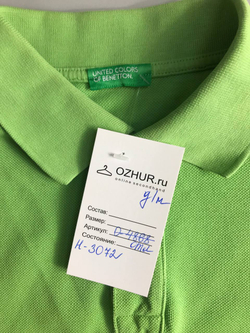 UNITED COLORS
OF BENETTON.
OZHUR.ru
online secondhand
д/м
Состав:
Размер:
Артикул:
Состояние:
Н-3072